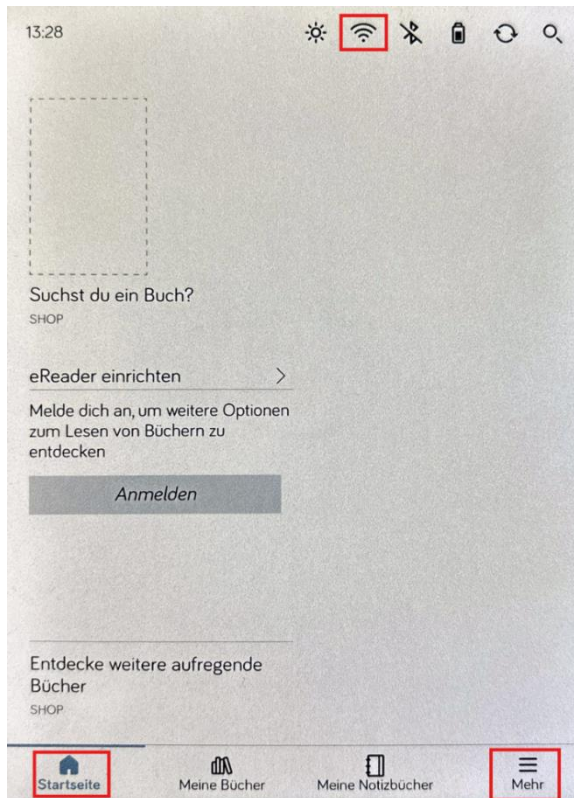 13:28
Suchst du ein Buch?
SHOP
eReader einrichten
Melde dich an, um weitere Optionen
zum Lesen von Büchern zu
entdecken
Anmelden
Entdecke weitere aufregende
Bücher
SHOP
Startseite
Meine Bücher
Meine Notizbücher
Mehr